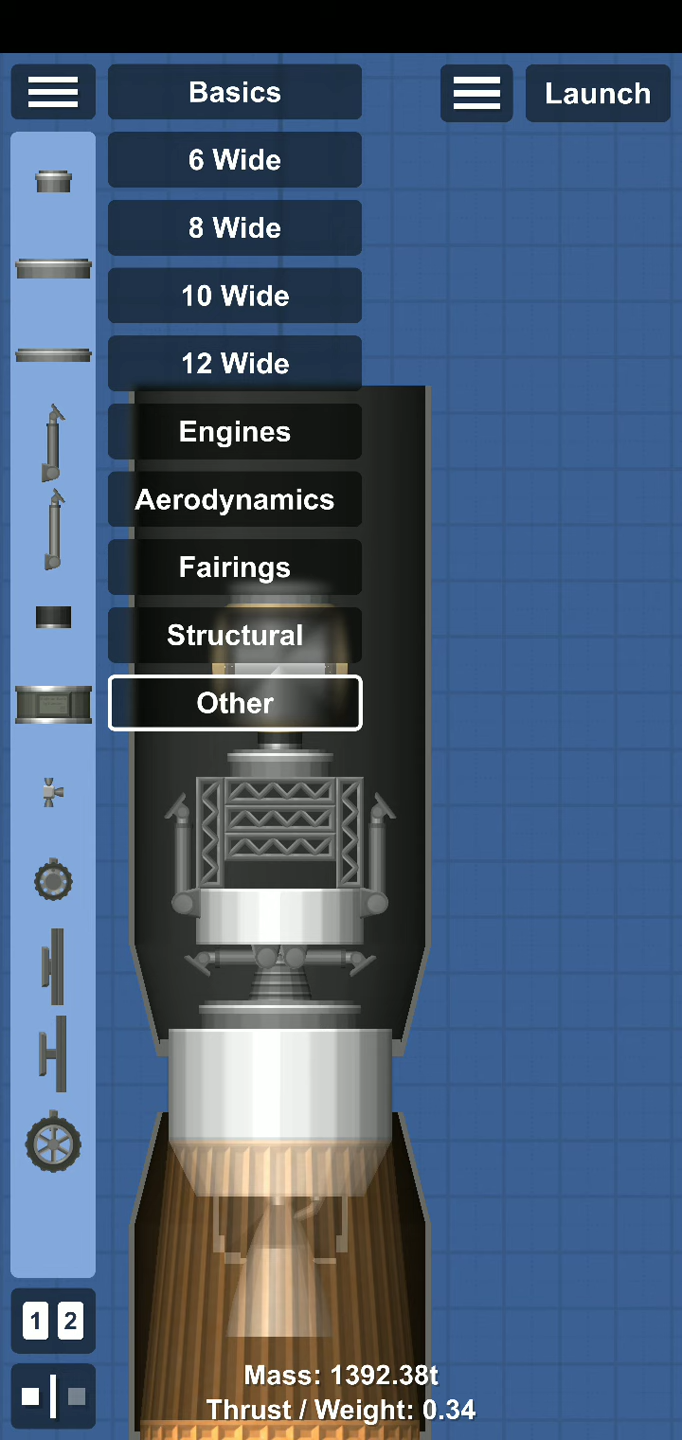 Basics
Launch
6 Wide
8 Wide
10 Wide
12 Wide
Engines
Aerodynamics
Fairings
Structural
Other
1 2
Mass: 1392.38t
Thrust / Weight: 0.34